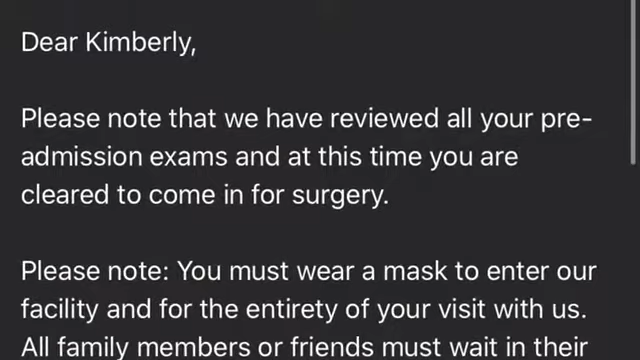 Dear Kimberly,
Please note that we have reviewed all your pre-
admission exams and at this time you are
cleared to come in for surgery.
Please note: You must wear a mask to enter our
facility and for the entirety of your visit with us.
All family members or friends must wait in their